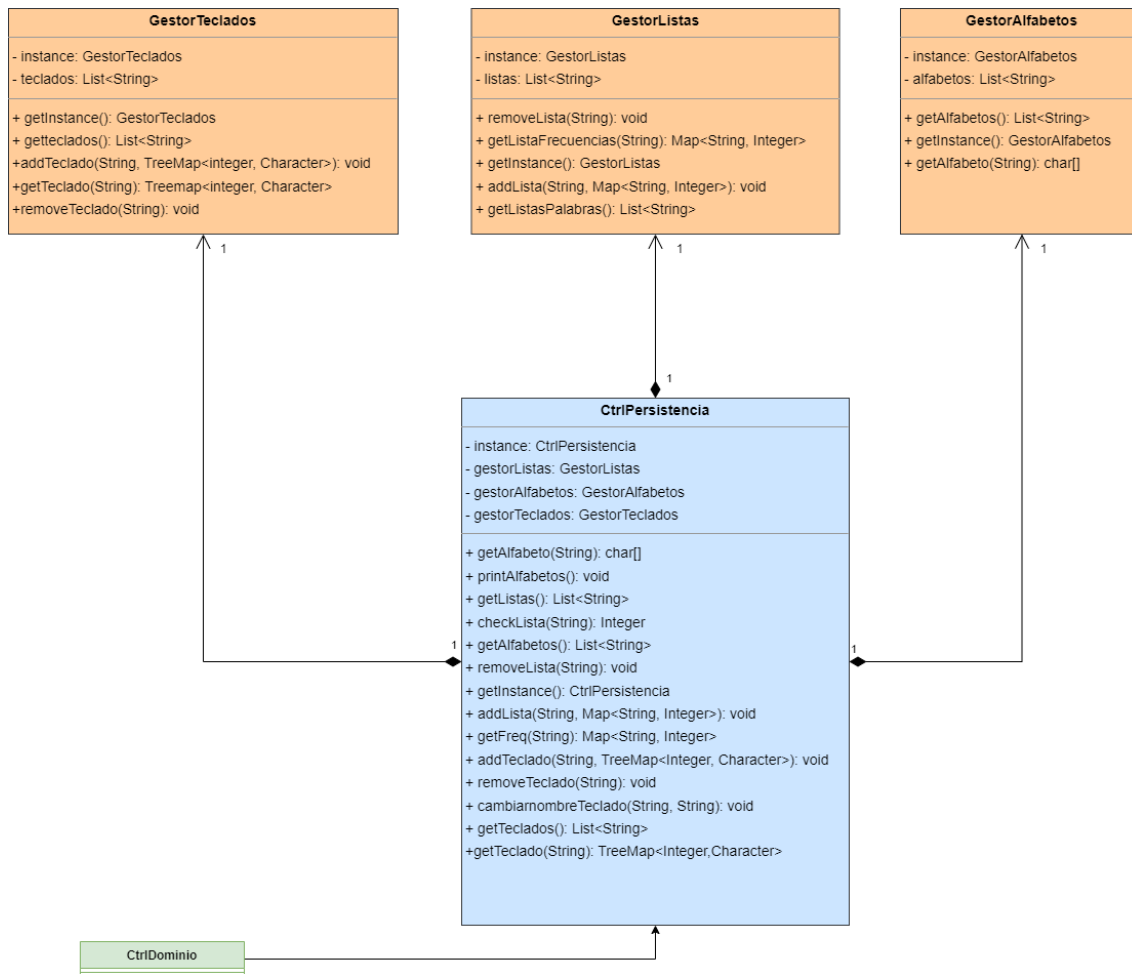 GestorTeclados
- instance: GestorTeclados
- teclados: List<String>
+ getInstance(): GestorTeclados
+ getteclados(): List<String>
+addTeclado(String, TreeMap<integer, Character>): void
+getTeclado(String): Treemap<integer, Character>
+removeTeclado(String): void
GestorListas
- instance: GestorListas
- listas: List<String>
+ removeLista(String): void
+ getListaFrecuencias(String): Map<String, Integer>
+ getInstance(): GestorListas
+ addLista(String, Map<String, Integer>): void
+ getListasPalabras(): List<String>
GestorAlfabetos
- instance: GestorAlfabetos
- alfabetos: List<String>
+ getAlfabetos(): List<String>
+ getInstance(): GestorAlfabetos
+ getAlfabeto(String): char[]
1
1
1
1
CtrlPersistencia
- instance: CtrlPersistencia
- gestorListas: GestorListas
- gestorAlfabetos: GestorAlfabetos
- gestorTeclados: GestorTeclados
+ getAlfabeto(String): char[]
+ printAlfabetos(): void
+ getListas(): List<String>
+ checkLista(String): Integer
+ getAlfabetos(): List<String>
+ removeLista(String): void
+ getInstance(): CtrlPersistencia
+ addLista(String, Map<String, Integer>): void
+ getFreq(String): Map<String, Integer>
+ addTeclado(String, TreeMap<Integer, Character>): void
+ removeTeclado(String): void
+ cambiarnombreTeclado(String, String): void
+ getTeclados(): List<String>
+getTeclado(String): TreeMap<Integer,Character>
1
1
CtrlDominio